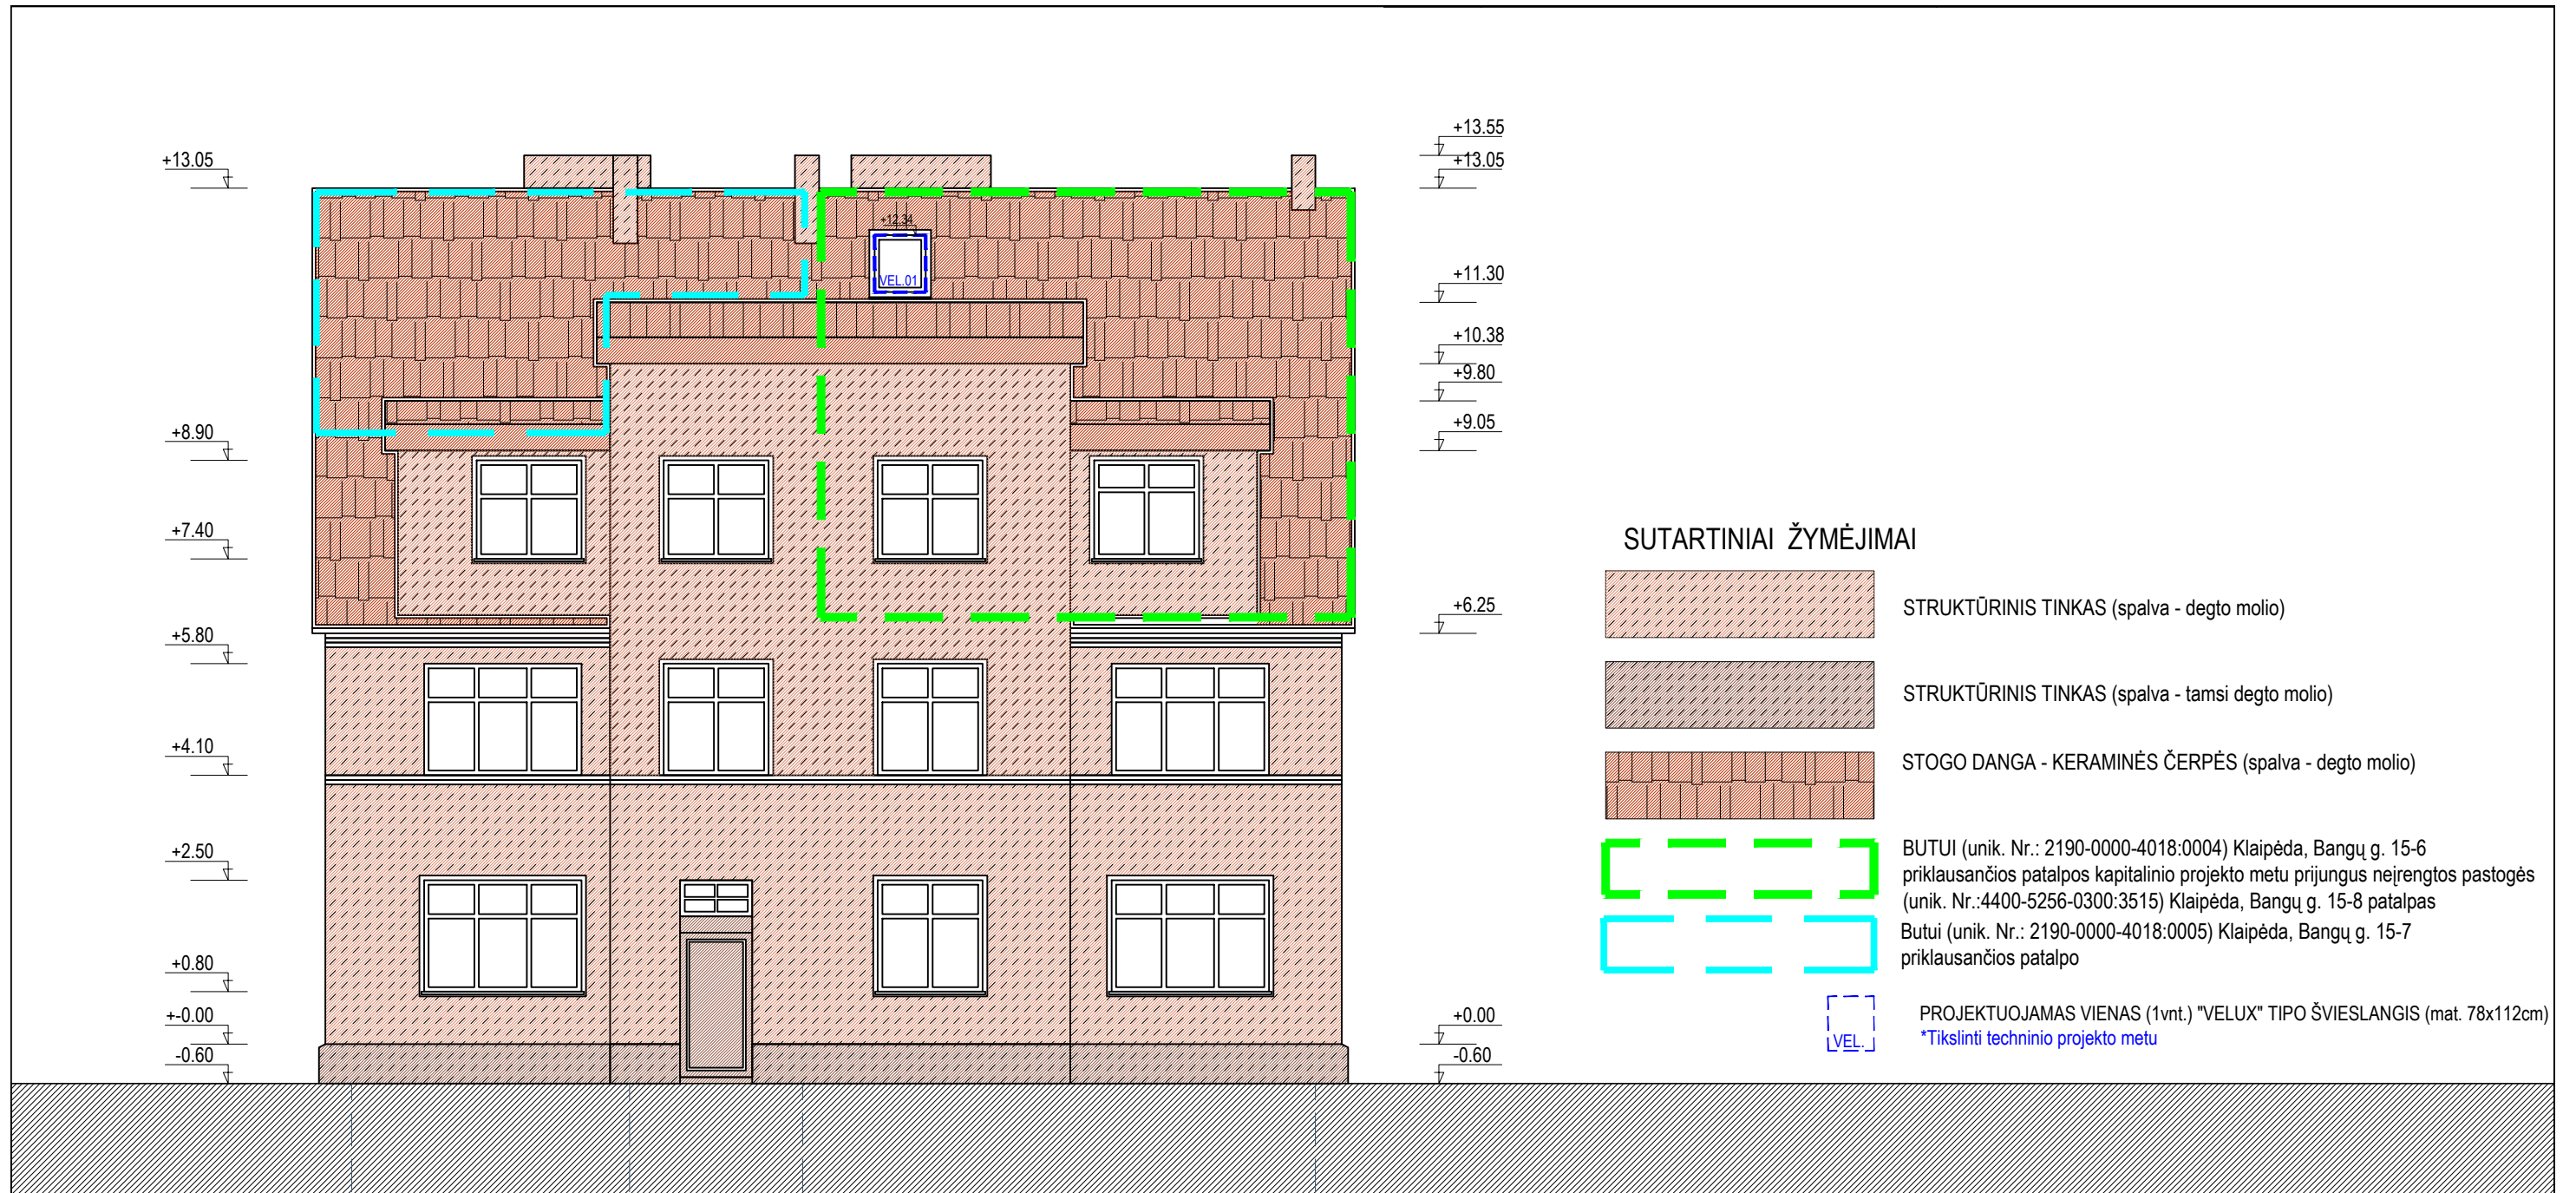 +13.05
+8.90
+7.40
+5.80
+4.10
+2.50
+0.80
+-0.00
-0.60
+12.34
VEL.01
+13.55
+13.05
+11.30
+10.38
+9.80
+9.05
+6.25
+0.00
-0.60
SUTARTINIAI ŽYMĖJIMAI
STRUKTŪRINIS TINKAS (spalva - degto molio)
STRUKTŪRINIS TINKAS (spalva - tamsi degto molio)
STOGO DANGA - KERAMINĖS ČERPĖS (spalva - degto molio)
BUTUI (unik. Nr.: 2190-0000-4018:0004) Klaipėda, Bangų g. 15-6
priklausančios patalpos kapitalinio projekto metu prijungus neįrengtos pastogės
(unik. Nr.:4400-5256-0300:3515) Klaipėda, Bangų g. 15-8 patalpas
Butui (unik. Nr.: 2190-0000-4018:0005) Klaipėda, Bangų g. 15-7
priklausančios patalpo
VEL.
PROJEKTUOJAMAS VIENAS (1vnt.) "VELUX" TIPO ŠVIESLANGIS (mat. 78x112cm)
*Tikslinti techninio projekto metu